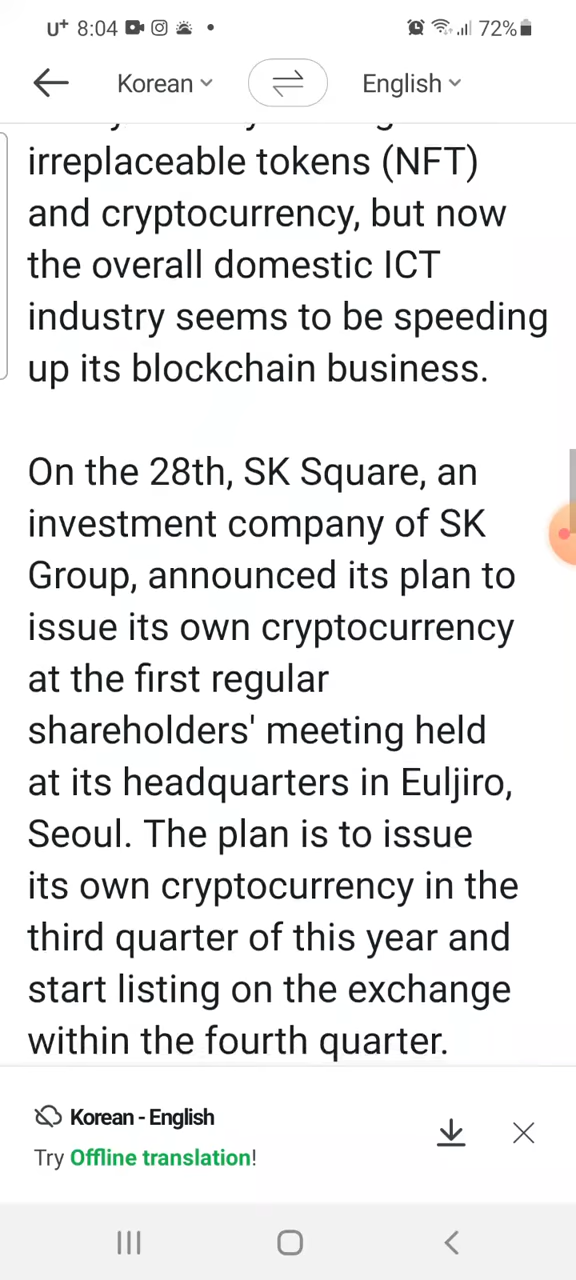 U+ 8:04 72%
Korean English
irreplaceable tokens (NFT)
and cryptocurrency, but now
the overall domestic ICT
industry seems to be speeding
up its blockchain business.
On the 28th, SK Square, an
investment company of SK
Group, announced its plan to
issue its own cryptocurrency
at the first regular
shareholders' meeting held
at its headquarters in Euljiro,
Seoul. The plan is to issue
its own cryptocurrency in the
third quarter of this year and
start listing on the exchange
within the fourth quarter.
Korean - English
Try Offline translation!